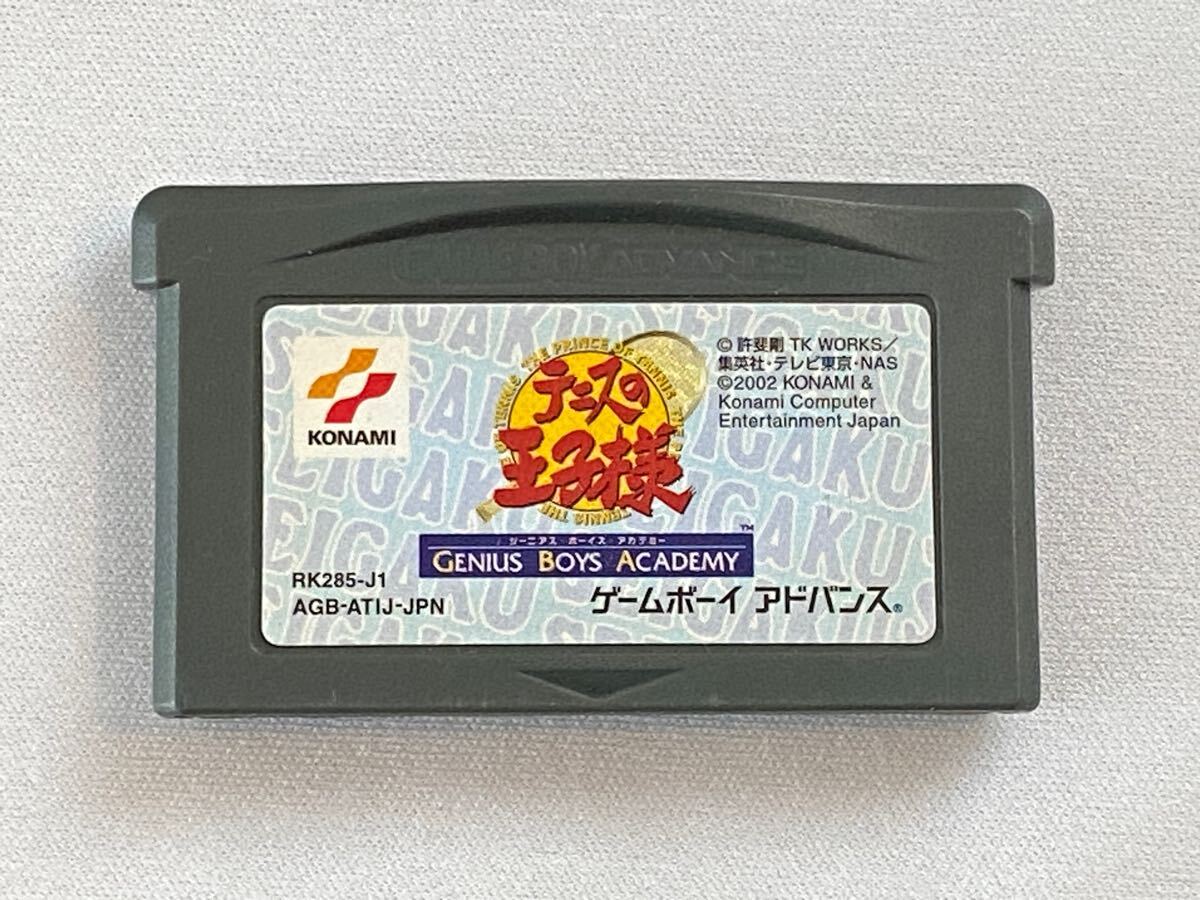 GAME BOY ADVANCE
KONAMI
THE PRINCE OF TENNIS
テニスの
王子様
© 許斐剛 TK WORKS／
集英社・テレビ東京・NAS
©2002 KONAMI &
Konami Computer
Entertainment Japan
ジーニアス・ボーイズ・アカデミー
GENIUS BOYS ACADEMY™
RK285-J1
AGB-ATIJ-JPN
ゲームボーイ アドバンス®
SEIGAKU